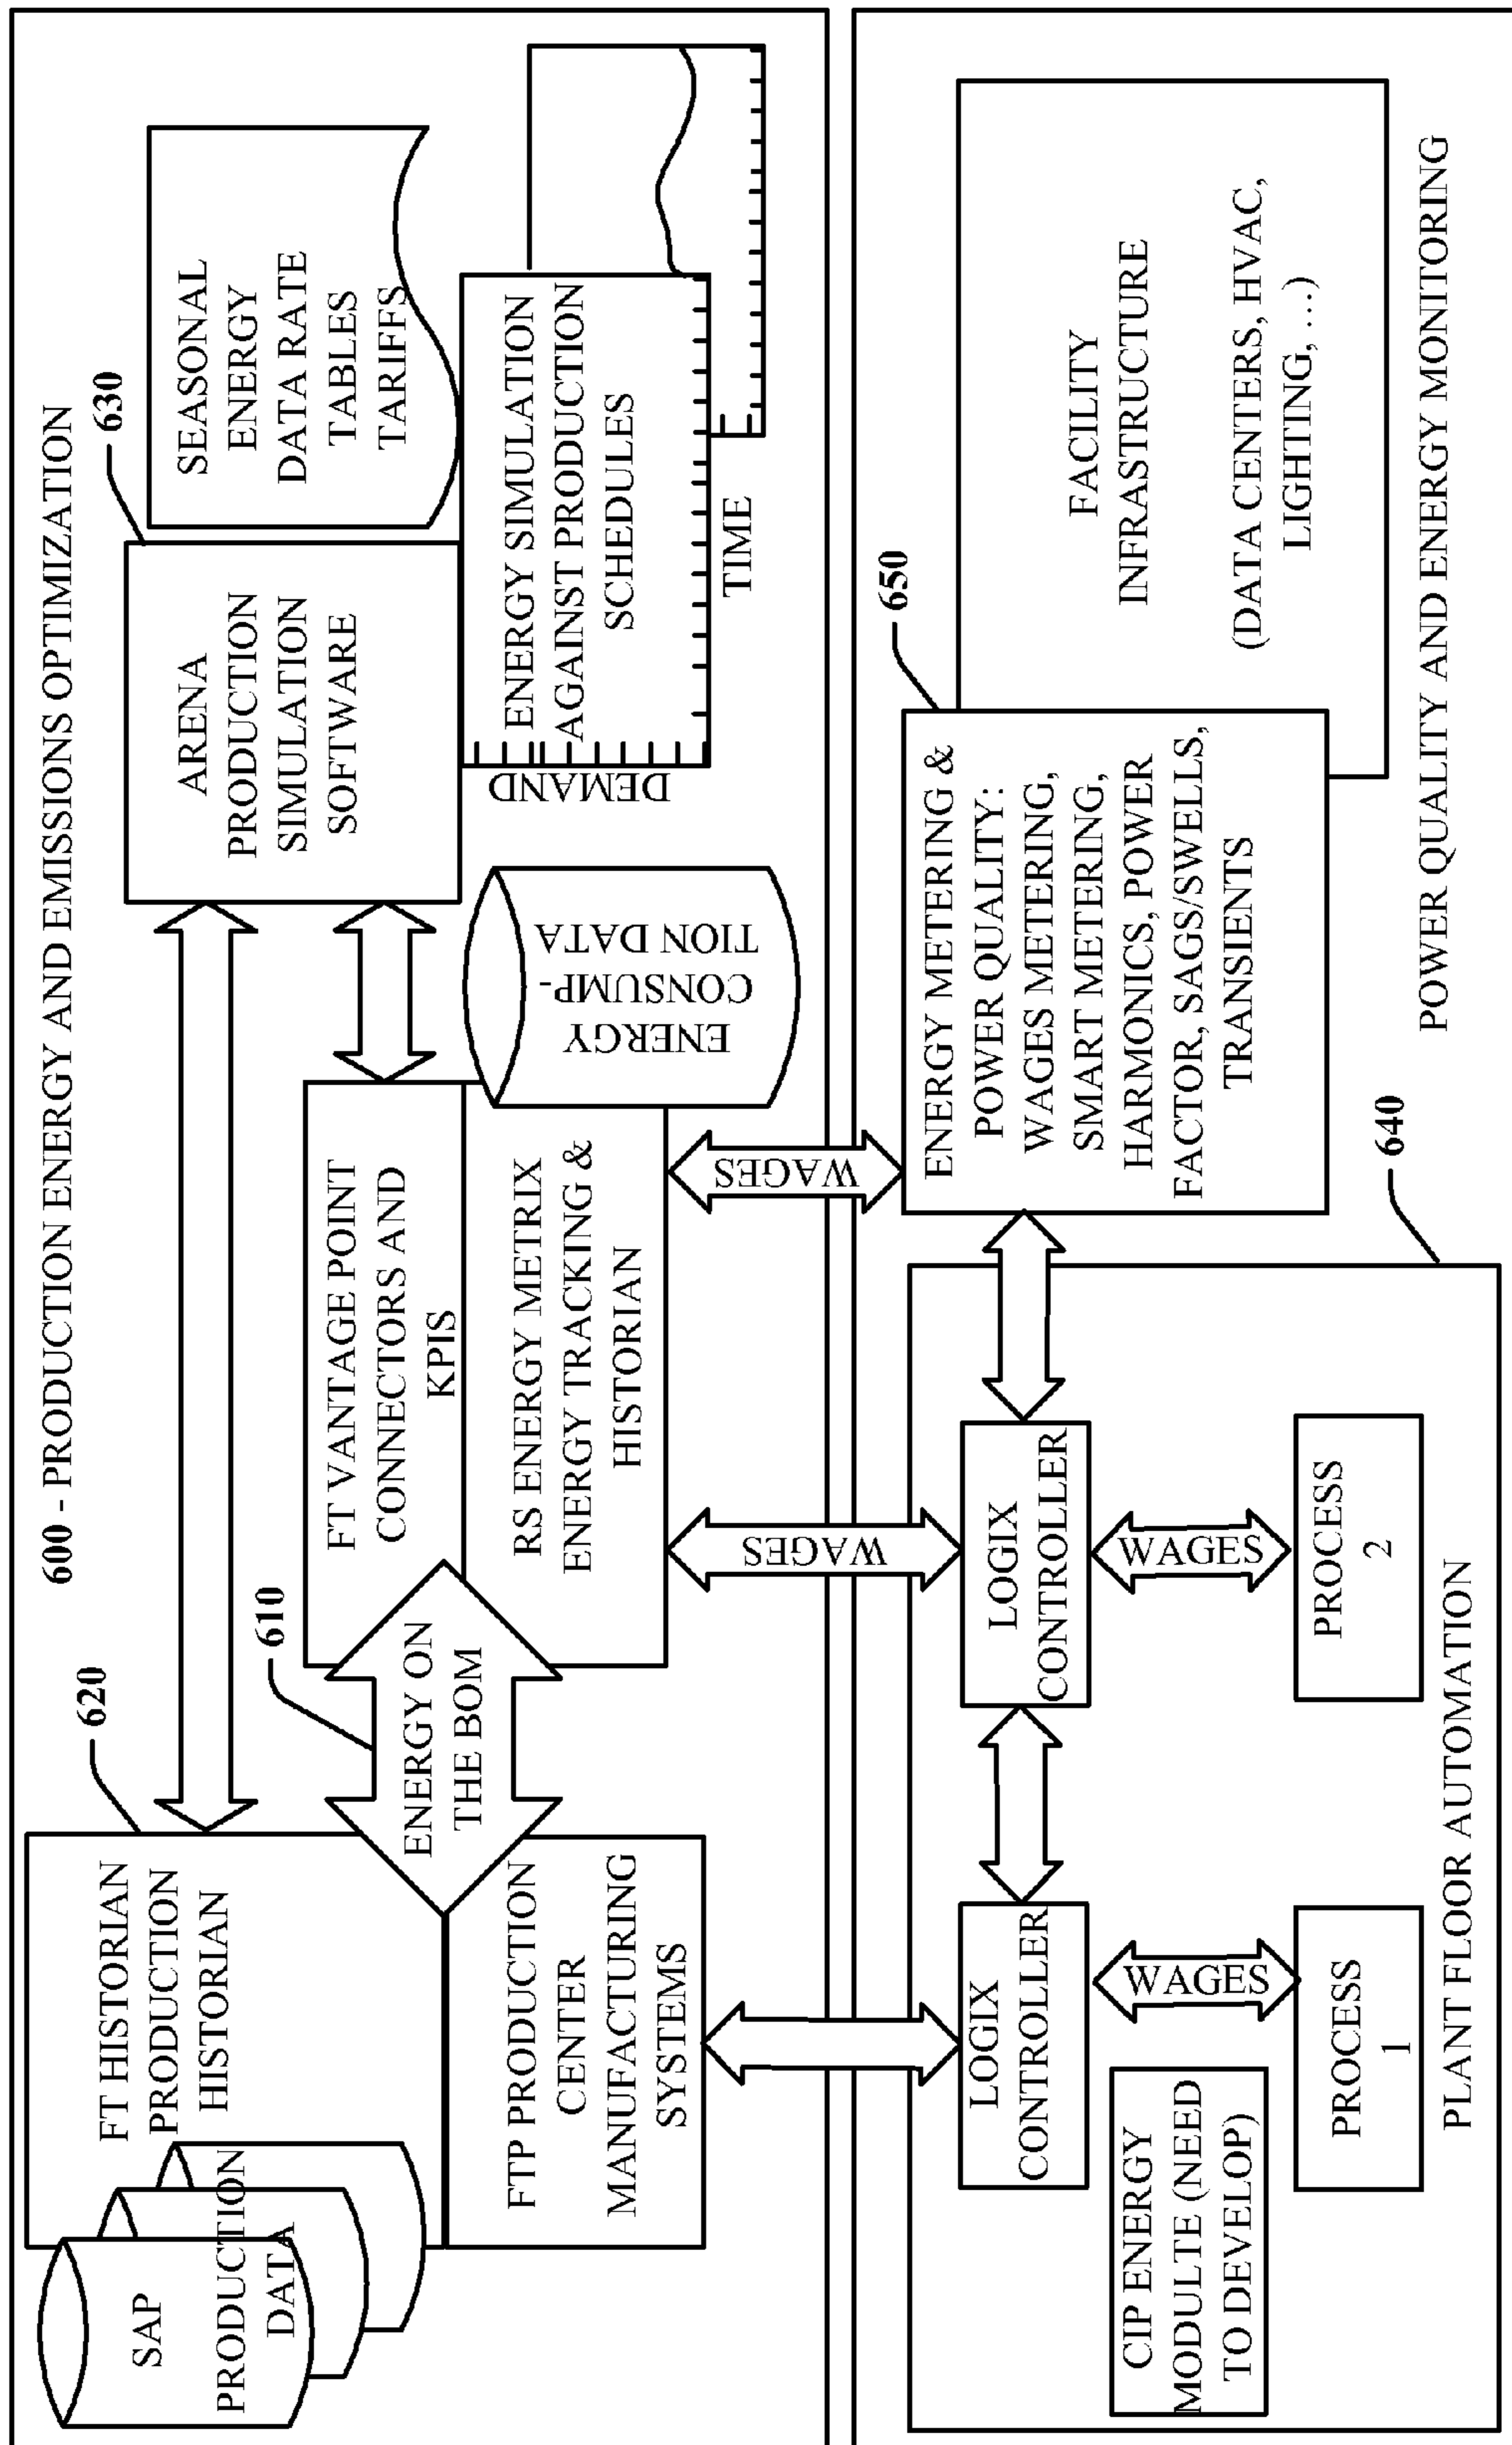 600 - PRODUCTION ENERGY AND EMISSIONS OPTIMIZATION
620
FT HISTORIAN
PRODUCTION
HISTORIAN
SAP
PRODUCTION
DATA
FTP PRODUCTION
CENTER
MANUFACTURING
SYSTEMS
610
ENERGY ON
THE BOM
FT VANTAGE POINT
CONNECTORS AND
KPIS
RS ENERGY METRIX
ENERGY TRACKING &
HISTORIAN
ENERGY
CONSUMP-
TION DATA
630
ARENA
PRODUCTION
SIMULATION
SOFTWARE
SEASONAL
ENERGY
DATA RATE
TABLES
TARIFFS
ENERGY SIMULATION
AGAINST PRODUCTION
SCHEDULES
DEMAND
TIME
WAGES
WAGES
LOGIX
CONTROLLER
LOGIX
CONTROLLER
CIP ENERGY
MODULTE (NEED
TO DEVELOP)
WAGES
WAGES
PROCESS
1
PROCESS
2
PLANT FLOOR AUTOMATION
640
650
ENERGY METERING &
POWER QUALITY:
WAGES METERING,
SMART METERING,
HARMONICS, POWER
FACTOR, SAGS/SWELLS,
TRANSIENTS
FACILITY
INFRASTRUCTURE
(DATA CENTERS, HVAC,
LIGHTING, ...)
POWER QUALITY AND ENERGY MONITORING